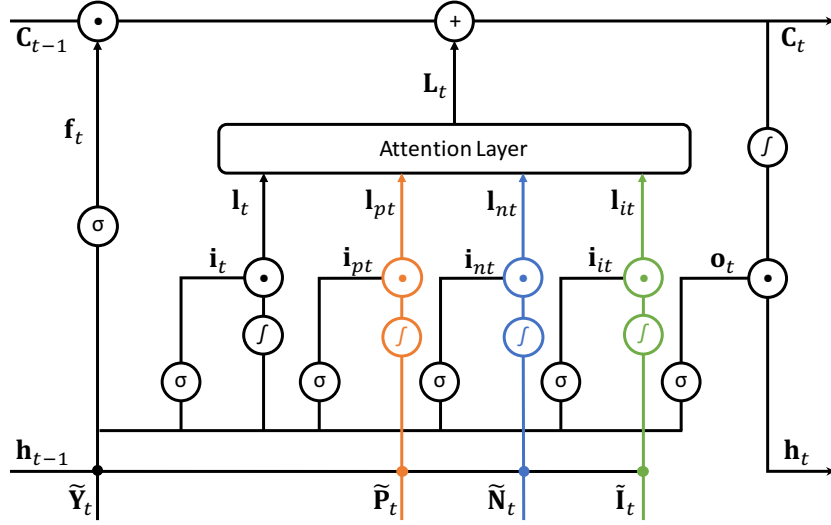 C_{t−1} C_t
L_t
f_t
Attention Layer
l_t l_{pt} l_{nt} l_{it}
i_t i_{pt} i_{nt} i_{it} o_t
σ ∫
σ σ σ σ σ
∫ ∫ ∫ ∫
h_{t−1} h_t
Ỹ_t P̃_t Ñ_t Ĩ_t